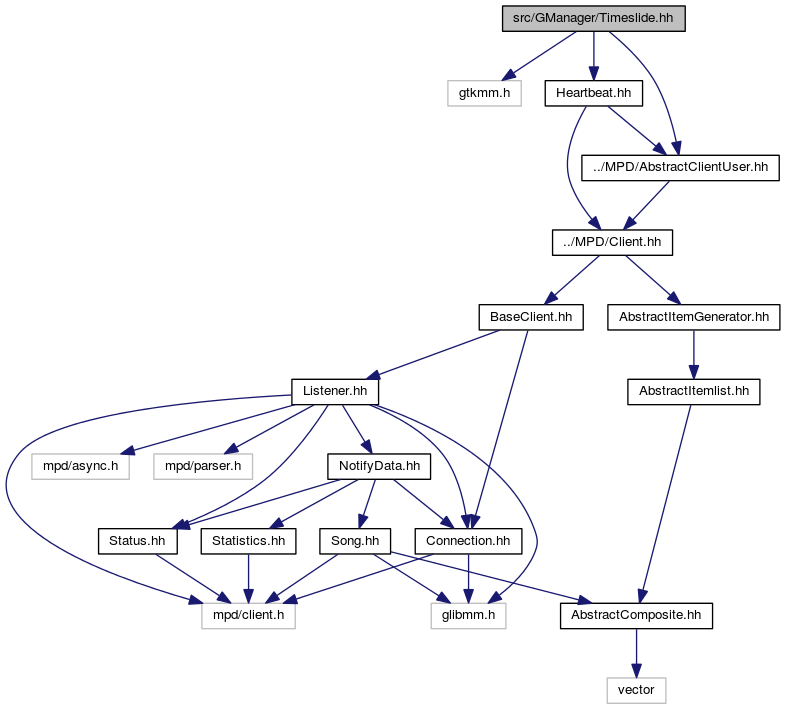 src/GManager/Timeslide.hh
gtkmm.h
Heartbeat.hh
../MPD/AbstractClientUser.hh
../MPD/Client.hh
BaseClient.hh
AbstractItemGenerator.hh
Listener.hh
AbstractItemlist.hh
mpd/async.h
mpd/parser.h
NotifyData.hh
Status.hh
Statistics.hh
Song.hh
Connection.hh
mpd/client.h
glibmm.h
AbstractComposite.hh
vector